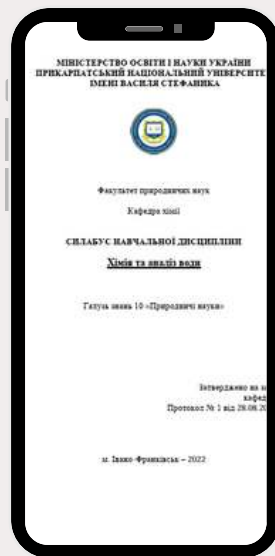 МІНІСТЕРСТВО ОСВІТИ І НАУКИ УКРАЇНИ
ПРИКАРПАТСЬКИЙ НАЦІОНАЛЬНИЙ УНІВЕРСИТЕ
ІМЕНІ ВАСИЛЯ СТЕФАНИКА
Факультет природничих наук
Кафедра хімії
СИЛАБУС НАВЧАЛЬНОЇ ДИСЦИПЛІНИ
Хімія та аналіз води
Галузь знань 10 «Природничі науки»
Затверджено на
кафед
Протокол № 1 від 29.08.20
м. Івано-Франківськ – 2022